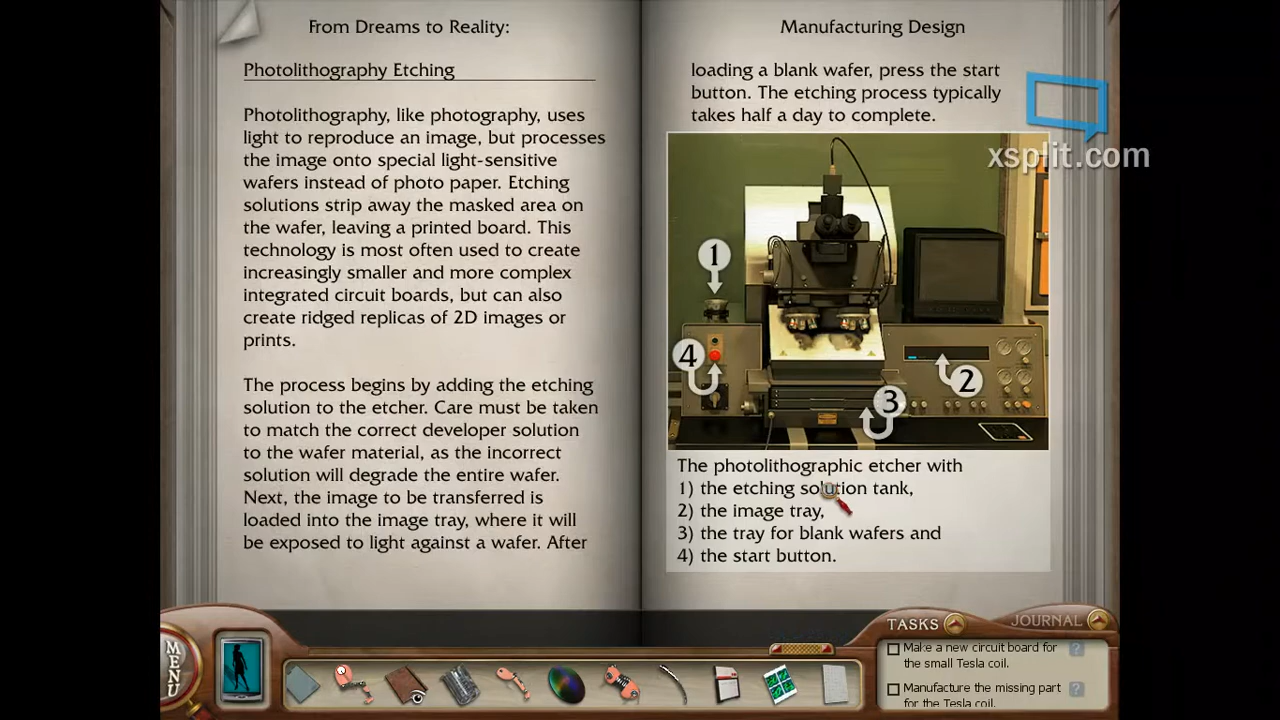 From Dreams to Reality:
Photolithography Etching
Photolithography, like photography, uses
light to reproduce an image, but processes
the image onto special light-sensitive
wafers instead of photo paper. Etching
solutions strip away the masked area on
the wafer, leaving a printed board. This
technology is most often used to create
increasingly smaller and more complex
integrated circuit boards, but can also
create ridged replicas of 2D images or
prints.
The process begins by adding the etching
solution to the etcher. Care must be taken
to match the correct developer solution
to the wafer material, as the incorrect
solution will degrade the entire wafer.
Next, the image to be transferred is
loaded into the image tray, where it will
be exposed to light against a wafer. After
Manufacturing Design
loading a blank wafer, press the start
button. The etching process typically
takes half a day to complete.
xsplit.com
1
4
2
3
The photolithographic etcher with
1) the etching solution tank,
2) the image tray,
3) the tray for blank wafers and
4) the start button.
MENU
TASKS
JOURNAL
Make a new circuit board for
the small Tesla coil.
?
Manufacture the missing part
for the Tesla coil.
?